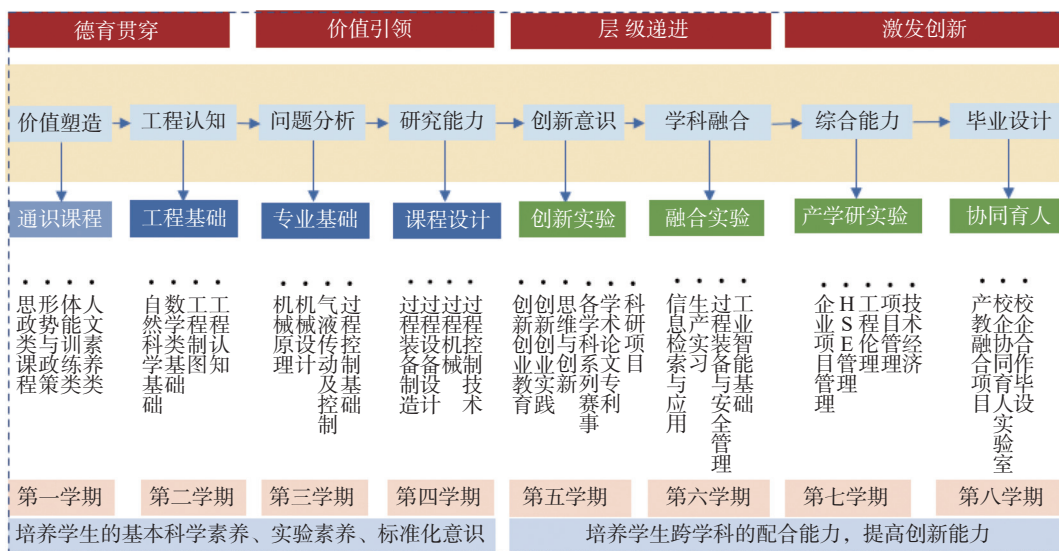 德育贯穿
价值引领
层级递进
激发创新
价值塑造
工程认知
问题分析
研究能力
创新意识
学科融合
综合能力
毕业设计
通识课程
工程基础
专业基础
课程设计
创新实验
融合实验
产学研实验
协同育人
思政类课程
形势与政策
体能训练类
人文素养类
自然科学基础
数学类基础
工程制图
工程认知
机械原理
机械设计
气液传动及控制
过程控制基础
过程装备制造
过程设备设计
过程机械
过程控制技术
创新创业教育
创新创业实践
思维与创新
各学科系列赛事
学术论文专利
科研项目
信息检索与应用
生产实习
过程装备与安全管理
工业智能基础
企业项目管理
HSE管理
工程伦理
项目管理
技术经济
产教融合项目
校企协同育人实验室
校企合作毕设
第一学期
第二学期
第三学期
第四学期
第五学期
第六学期
第七学期
第八学期
培养学生的基本科学素养、实验素养、标准化意识
培养学生跨学科的配合能力，提高创新能力